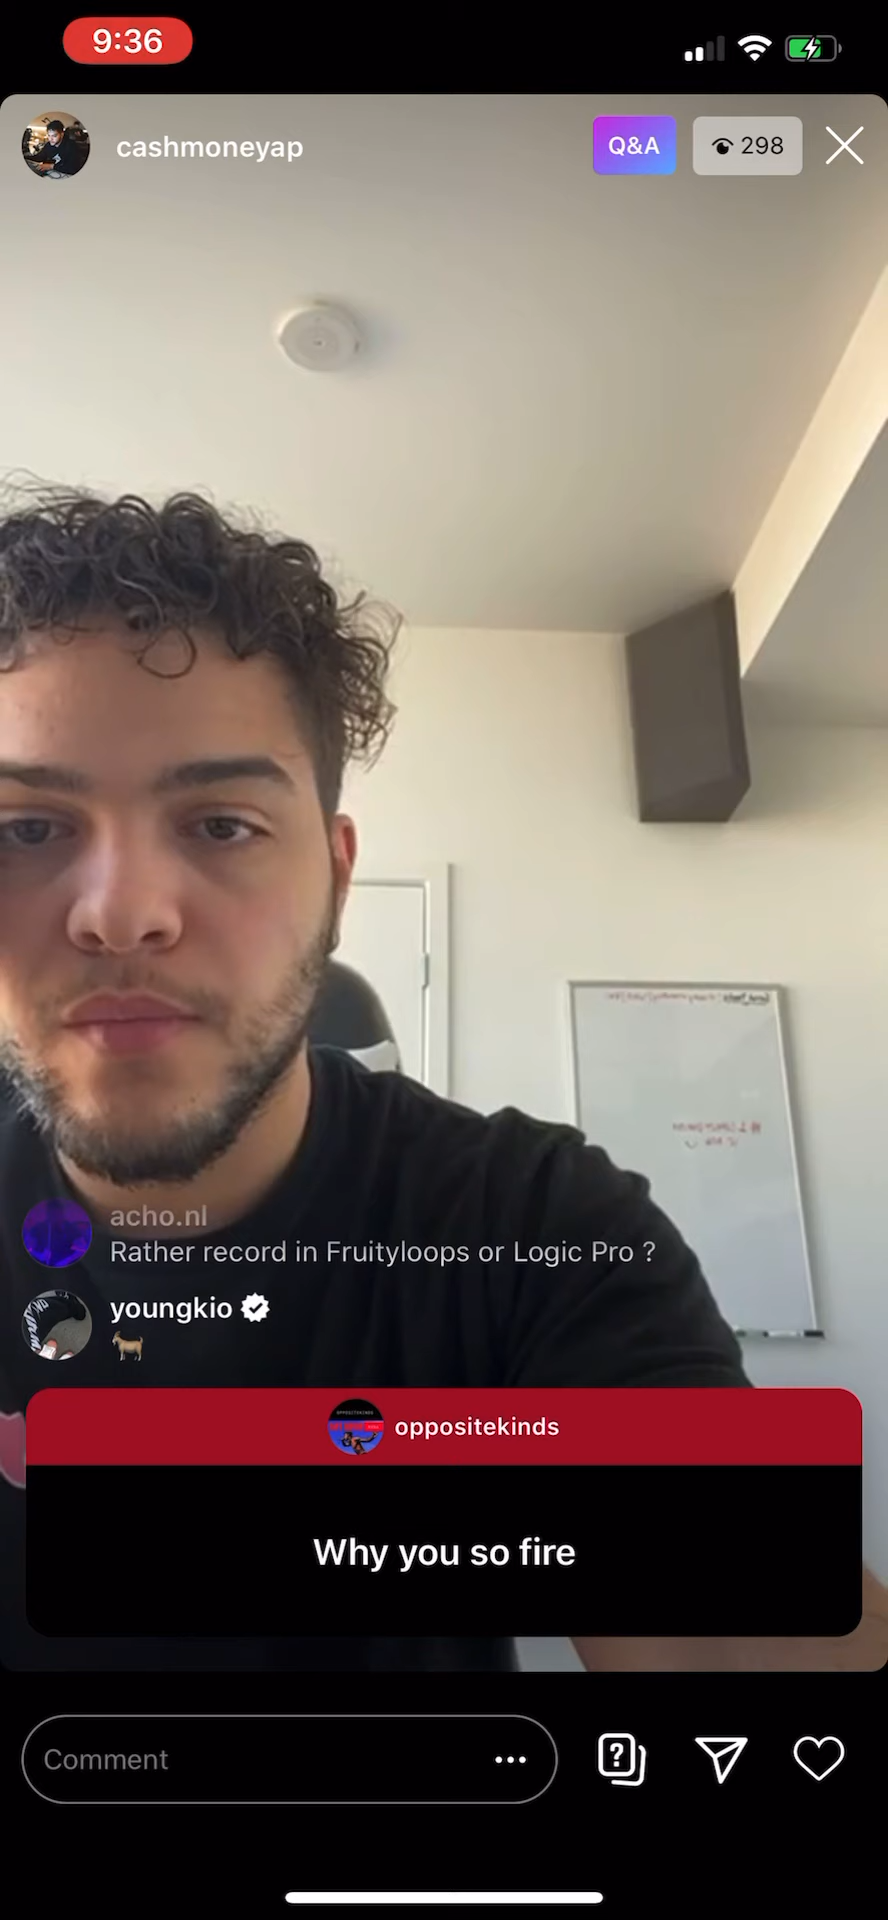 9:36
cashmoneyap
Q&A
298
acho.nl
Rather record in Fruityloops or Logic Pro ?
youngkio
oppositekinds
Why you so fire
Comment